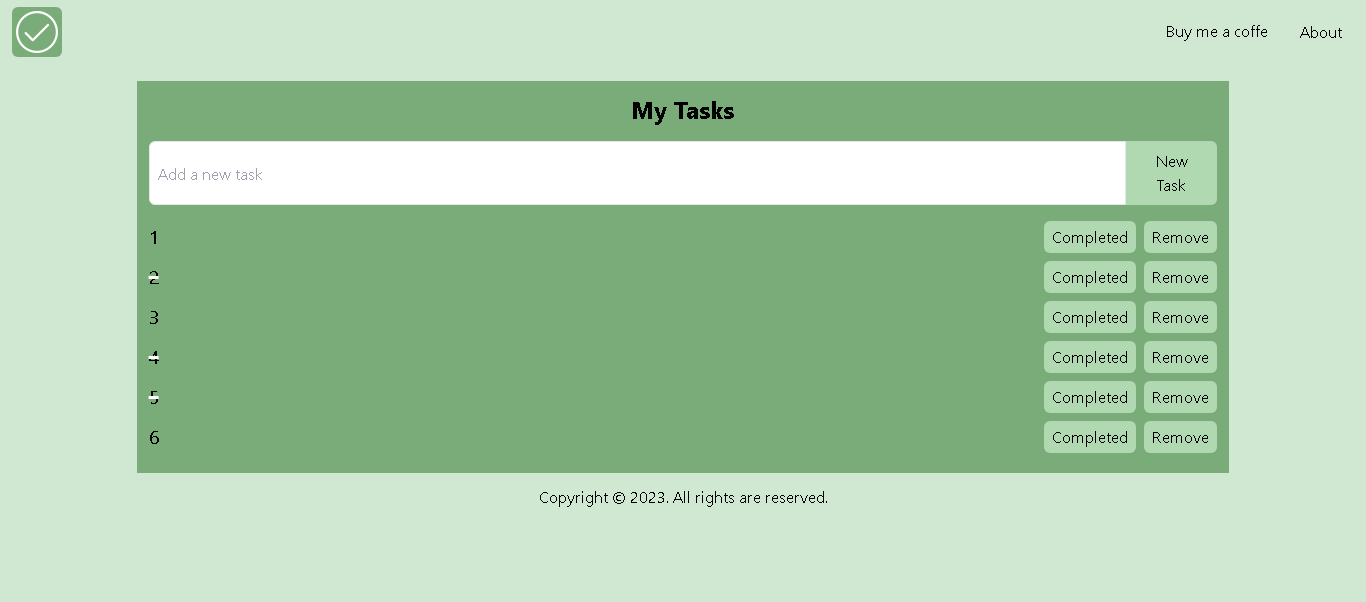 Buy me a coffe About
My Tasks
Add a new task
New
Task
1 Completed Remove
2 Completed Remove
3 Completed Remove
4 Completed Remove
5 Completed Remove
6 Completed Remove
Copyright © 2023. All rights are reserved.